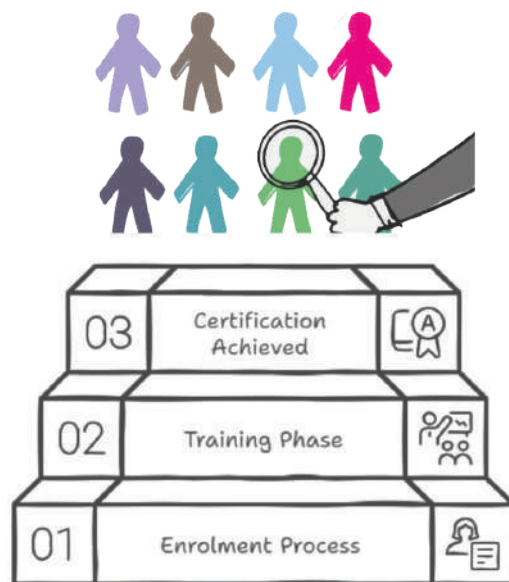 03
Certification
Achieved
A
02
Training Phase
01
Enrolment Process